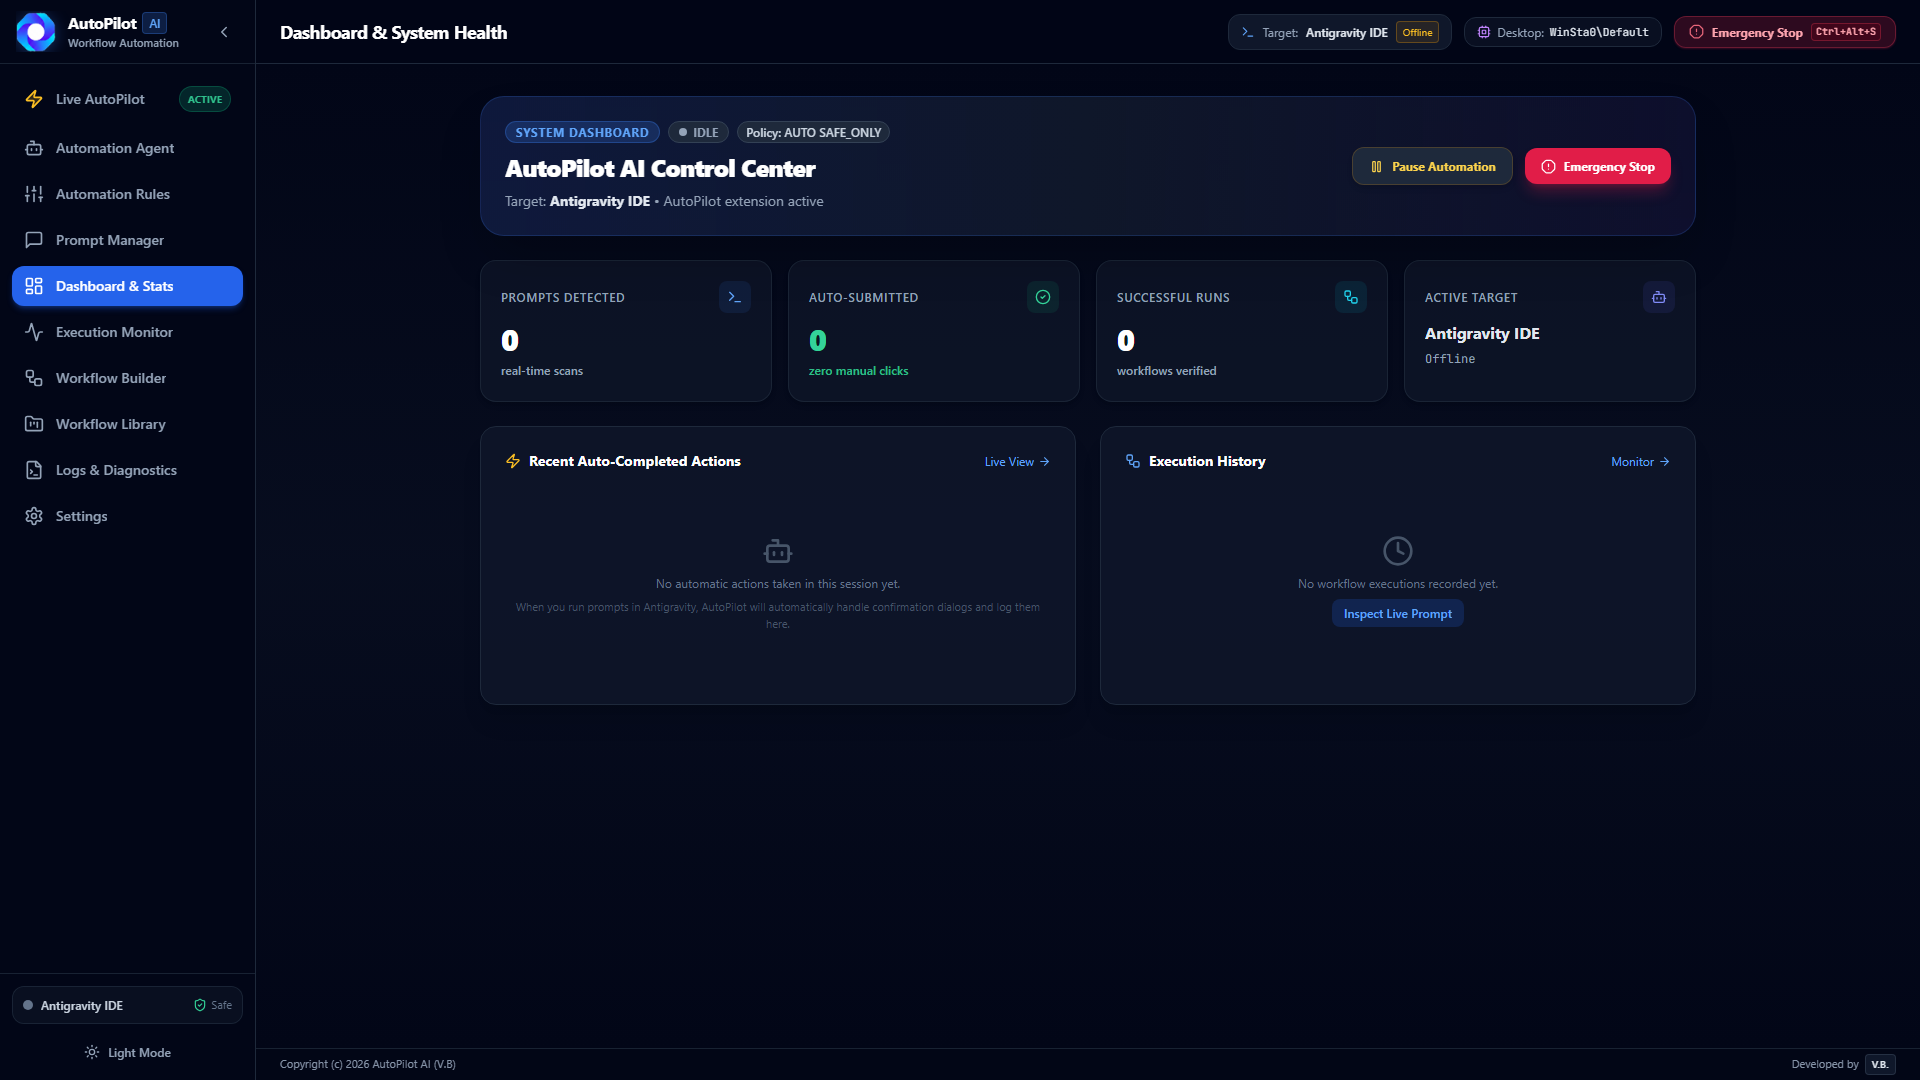 AutoPilot AI
Workflow Automation
Dashboard & System Health
Target: Antigravity IDE Offline
Desktop: WinSta0\Default
Emergency Stop Ctrl+Alt+S
Live AutoPilot ACTIVE
Automation Agent
Automation Rules
Prompt Manager
Dashboard & Stats
Execution Monitor
Workflow Builder
Workflow Library
Logs & Diagnostics
Settings
SYSTEM DASHBOARD IDLE Policy: AUTO SAFE_ONLY
AutoPilot AI Control Center
Target: Antigravity IDE • AutoPilot extension active
Pause Automation
Emergency Stop
PROMPTS DETECTED
0
real-time scans
AUTO-SUBMITTED
0
zero manual clicks
SUCCESSFUL RUNS
0
workflows verified
ACTIVE TARGET
Antigravity IDE
Offline
Recent Auto-Completed Actions
Live View →
No automatic actions taken in this session yet.
When you run prompts in Antigravity, AutoPilot will automatically handle confirmation dialogs and log them
here.
Execution History
Monitor →
No workflow executions recorded yet.
Inspect Live Prompt
Antigravity IDE Safe
Light Mode
Copyright (c) 2026 AutoPilot AI (V.B)
Developed by V.B.